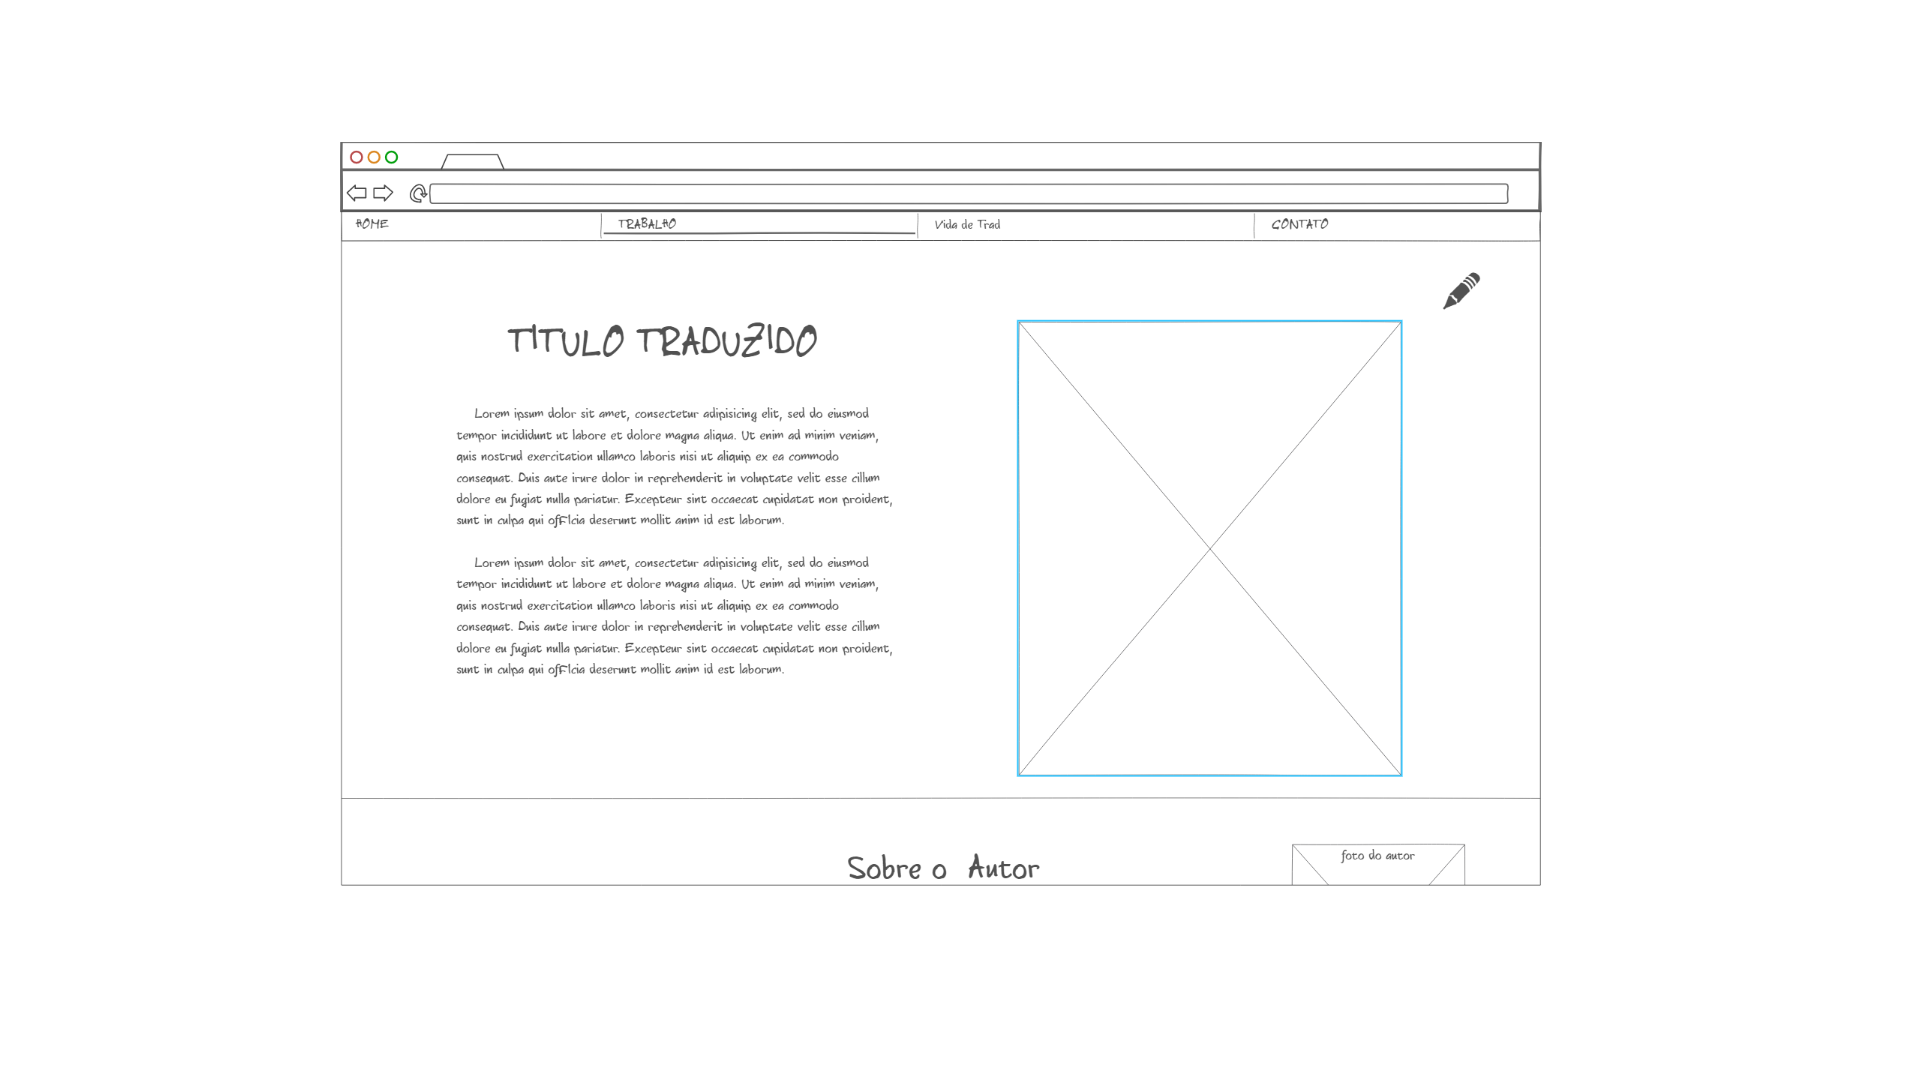 HOME
TRABALHO
Vida de Trad
CONTATO
TITULO TRADUZIDO
Lorem ipsum dolor sit amet, consectetur adipisicing elit, sed do eiusmod
tempor incididunt ut labore et dolore magna aliqua. Ut enim ad minim veniam,
quis nostrud exercitation ullamco laboris nisi ut aliquip ex ea commodo
consequat. Duis aute irure dolor in reprehenderit in voluptate velit esse cillum
dolore eu fugiat nulla pariatur. Excepteur sint occaecat cupidatat non proident,
sunt in culpa qui officia deserunt mollit anim id est laborum.
Lorem ipsum dolor sit amet, consectetur adipisicing elit, sed do eiusmod
tempor incididunt ut labore et dolore magna aliqua. Ut enim ad minim veniam,
quis nostrud exercitation ullamco laboris nisi ut aliquip ex ea commodo
consequat. Duis aute irure dolor in reprehenderit in voluptate velit esse cillum
dolore eu fugiat nulla pariatur. Excepteur sint occaecat cupidatat non proident,
sunt in culpa qui officia deserunt mollit anim id est laborum.
Sobre o Autor
foto do autor